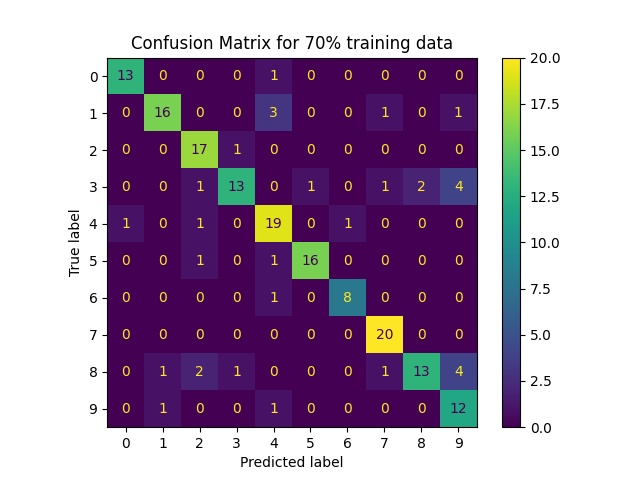 Confusion Matrix for 70% training data
0 13 0 0 0 1 0 0 0 0 0
1 0 16 0 0 3 0 0 1 0 1
2 0 0 17 1 0 0 0 0 0 0
3 0 0 1 13 0 1 0 1 2 4
4 1 0 1 0 19 0 1 0 0 0
5 0 0 1 0 1 16 0 0 0 0
6 0 0 0 0 1 0 8 0 0 0
7 0 0 0 0 0 0 0 20 0 0
8 0 1 2 1 0 0 0 1 13 4
9 0 1 0 0 1 0 0 0 0 12
0 1 2 3 4 5 6 7 8 9
Predicted label
True label
20.0
17.5
15.0
12.5
10.0
7.5
5.0
2.5
0.0